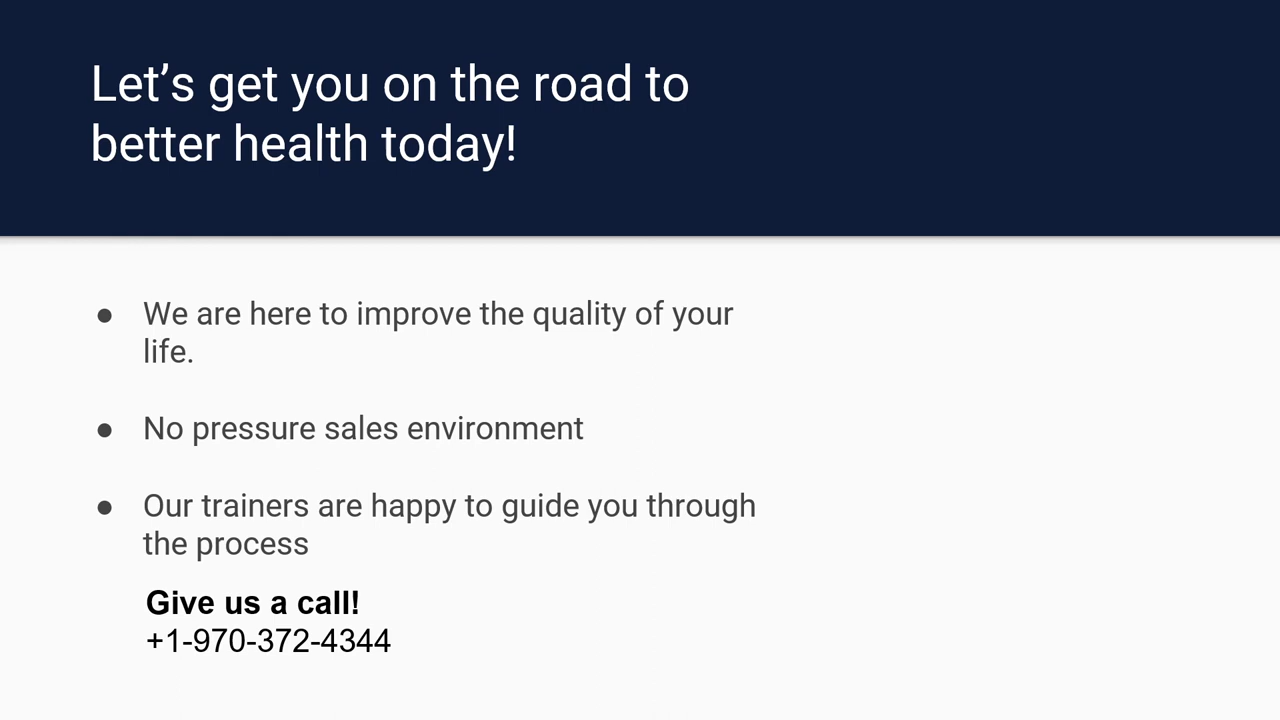 Let’s get you on the road to
better health today!
● We are here to improve the quality of your
life.
● No pressure sales environment
● Our trainers are happy to guide you through
the process
Give us a call!
+1-970-372-4344